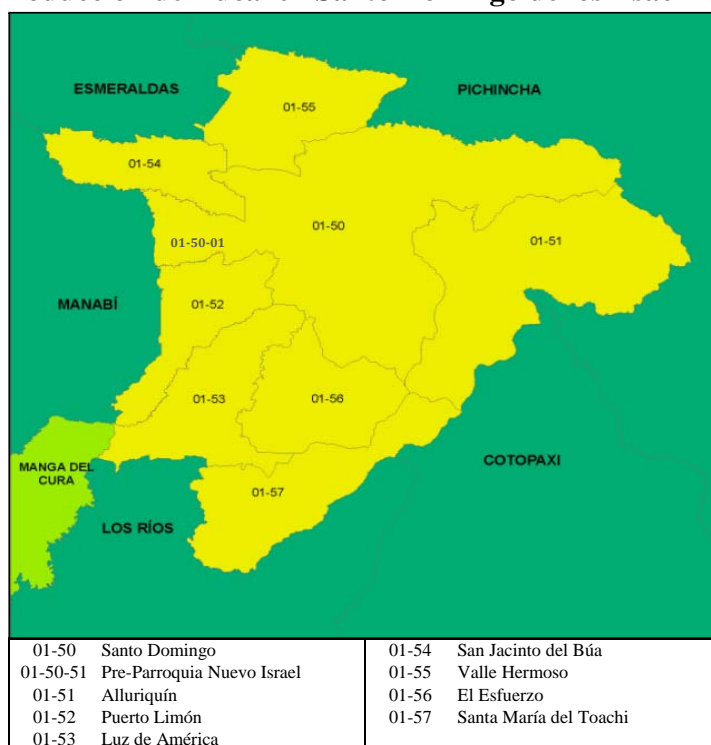 ESMERALDAS
PICHINCHA
01-55
01-54
01-50
01-50-01
01-51
01-52
MANABÍ
01-53
01-56
COTOPAXI
MANGA DEL
CURA
01-57
LOS RÍOS
01-50 Santo Domingo
01-50-51 Pre-Parroquia Nuevo Israel
01-51 Alluriquín
01-52 Puerto Limón
01-53 Luz de América
01-54 San Jacinto del Búa
01-55 Valle Hermoso
01-56 El Esfuerzo
01-57 Santa María del Toachi